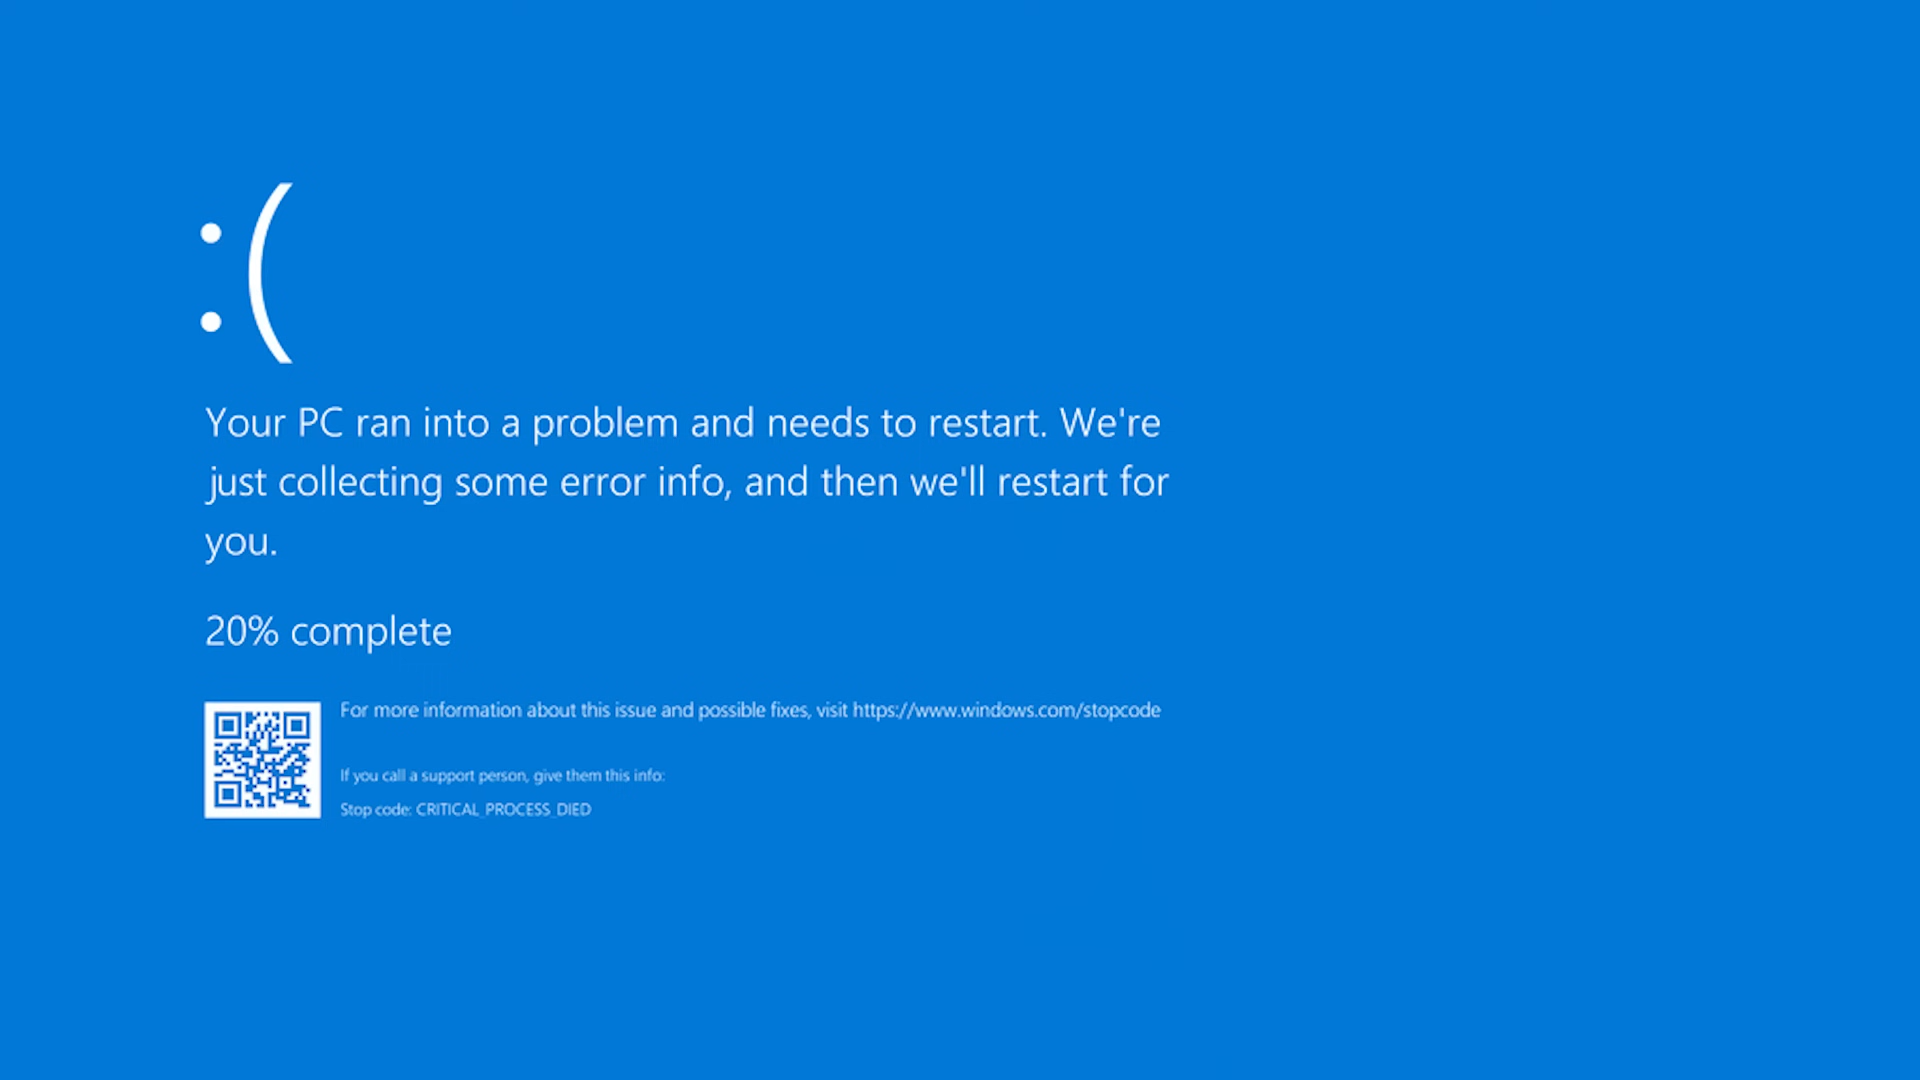 :(
Your PC ran into a problem and needs to restart. We're
just collecting some error info, and then we'll restart for
you.
20% complete
For more information about this issue and possible fixes, visit https://www.windows.com/stopcode
If you call a support person, give them this info:
Stop code: CRITICAL_PROCESS_DIED